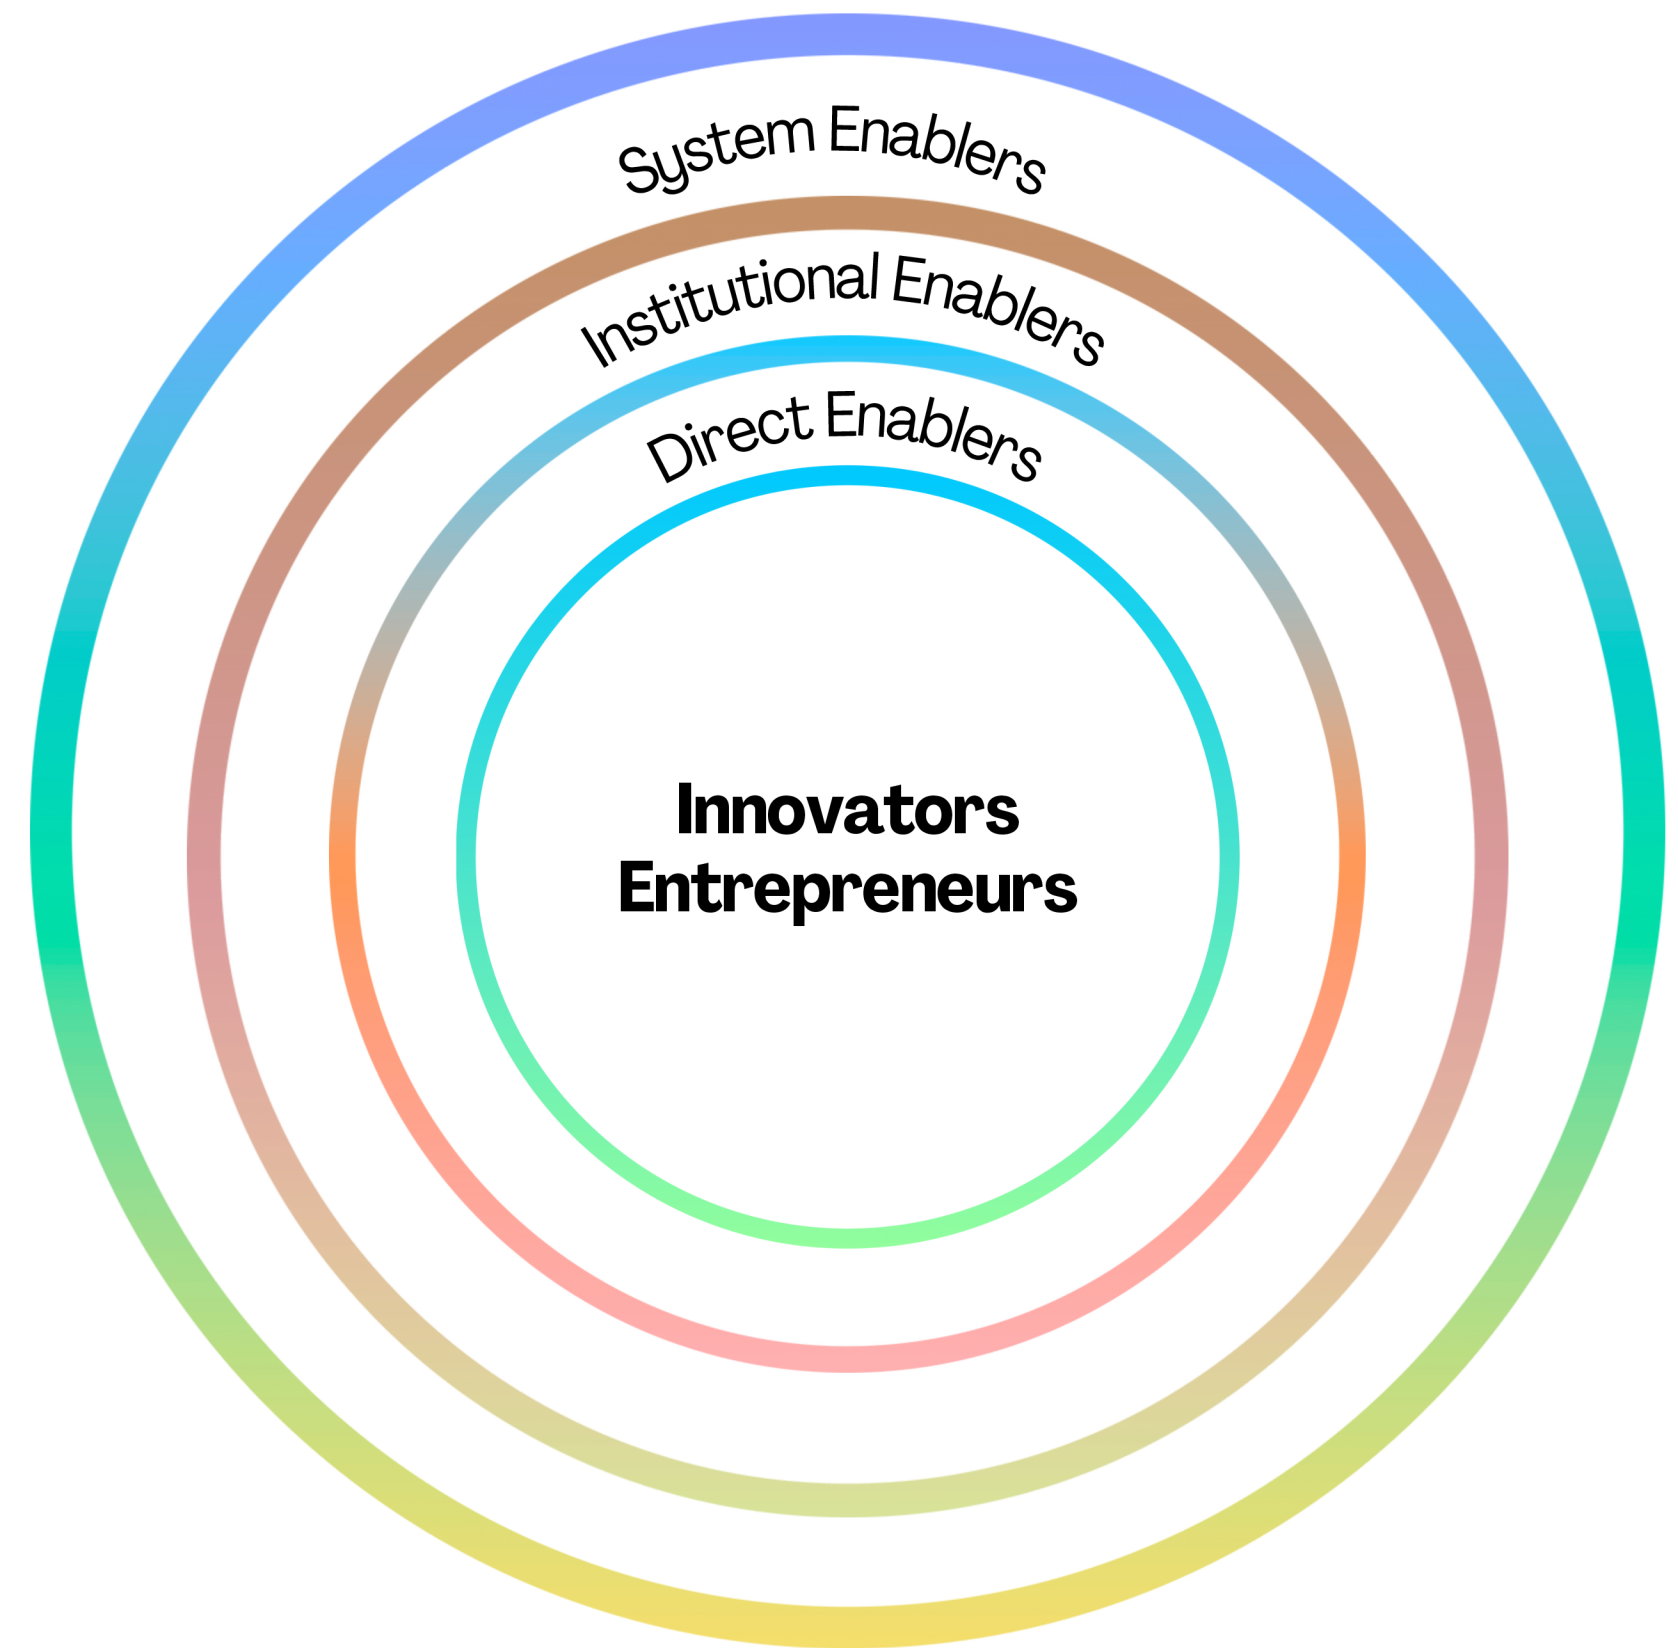 System Enablers
Institutional Enablers
Direct Enablers
Innovators
Entrepreneurs